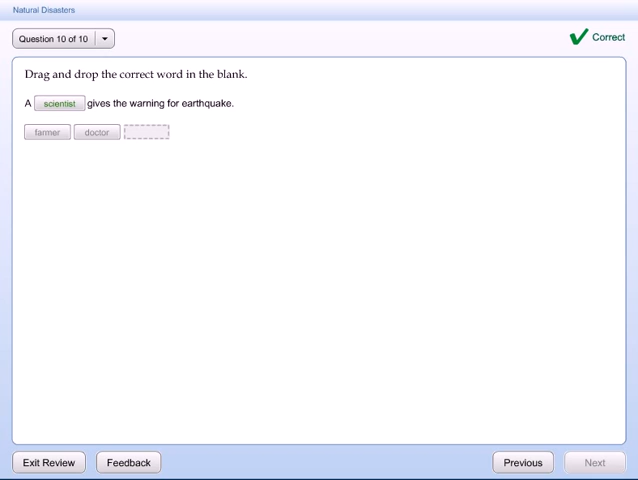 Natural Disasters
Question 10 of 10
Correct
Drag and drop the correct word in the blank.
A scientist gives the warning for earthquake.
farmer doctor
Exit Review Feedback Previous Next